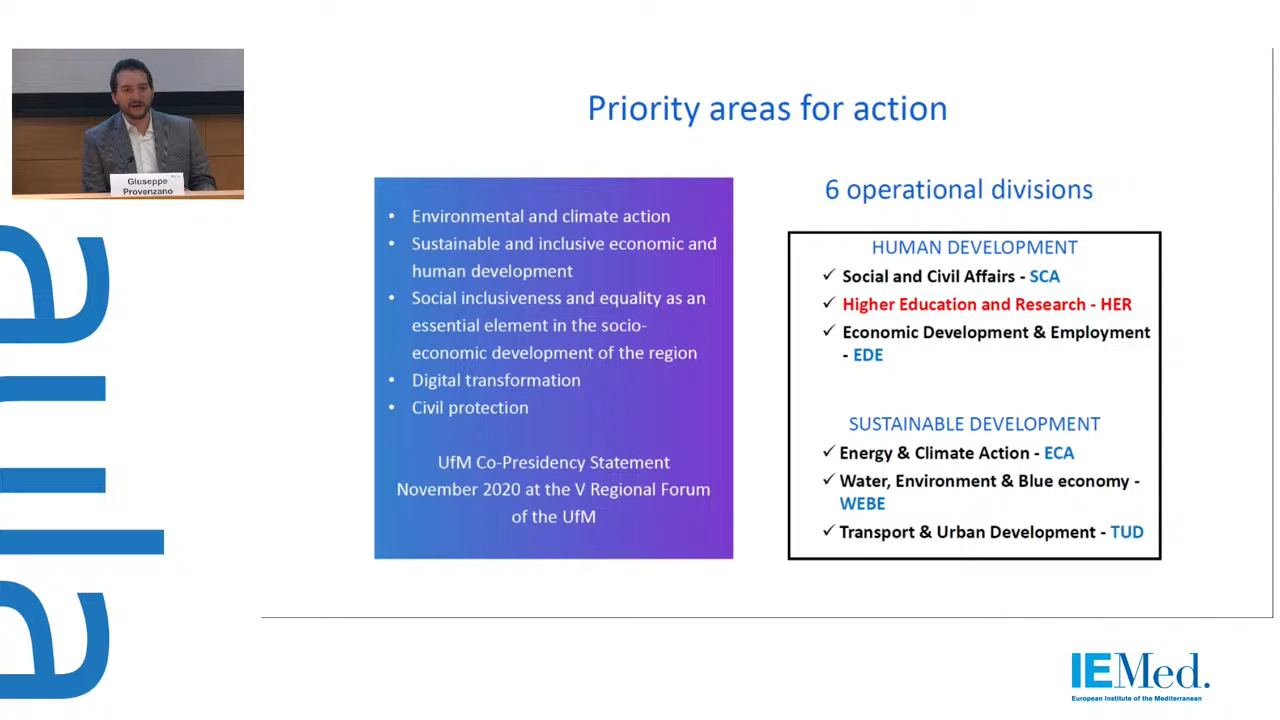 Giuseppe
Provenzano
aula
Priority areas for action
• Environmental and climate action
• Sustainable and inclusive economic and
human development
• Social inclusiveness and equality as an
essential element in the socio-
economic development of the region
• Digital transformation
• Civil protection
UfM Co-Presidency Statement
November 2020 at the V Regional Forum
of the UfM
6 operational divisions
HUMAN DEVELOPMENT
✓ Social and Civil Affairs - SCA
✓ Higher Education and Research - HER
✓ Economic Development & Employment
- EDE
SUSTAINABLE DEVELOPMENT
✓ Energy & Climate Action - ECA
✓ Water, Environment & Blue economy -
WEBE
✓ Transport & Urban Development - TUD
IEMed.
European Institute of the Mediterranean